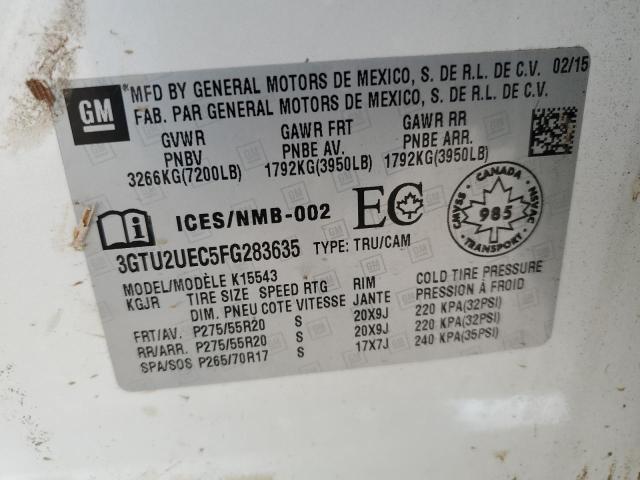 GM
*MFD BY GENERAL MOTORS DE MEXICO, S. DE R.L. DE C.V. 02/15
FAB. PAR GENERAL MOTORS DE MEXICO, S. DE R.L. DE C.V.
GVWR GAWR FRT GAWR RR
PNBV PNBE AV. PNBE ARR.
3266KG(7200LB) 1792KG(3950LB) 1792KG(3950LB)
ICES/NMB-002 EC
CMVSS CANADA NSVAC
985
TRANSPORT
3GTU2UEC5FG283635 TYPE: TRU/CAM
MODEL/MODÈLE K15543
KGJR TIRE SIZE SPEED RTG RIM COLD TIRE PRESSURE
DIM. PNEU COTE VITESSE JANTE PRESSION À FROID
FRT/AV. P275/55R20 S 20X9J 220 KPA(32PSI)
RR/ARR. P275/55R20 S 20X9J 220 KPA(32PSI)
SPA/SOS P265/70R17 S 17X7J 240 KPA(35PSI)